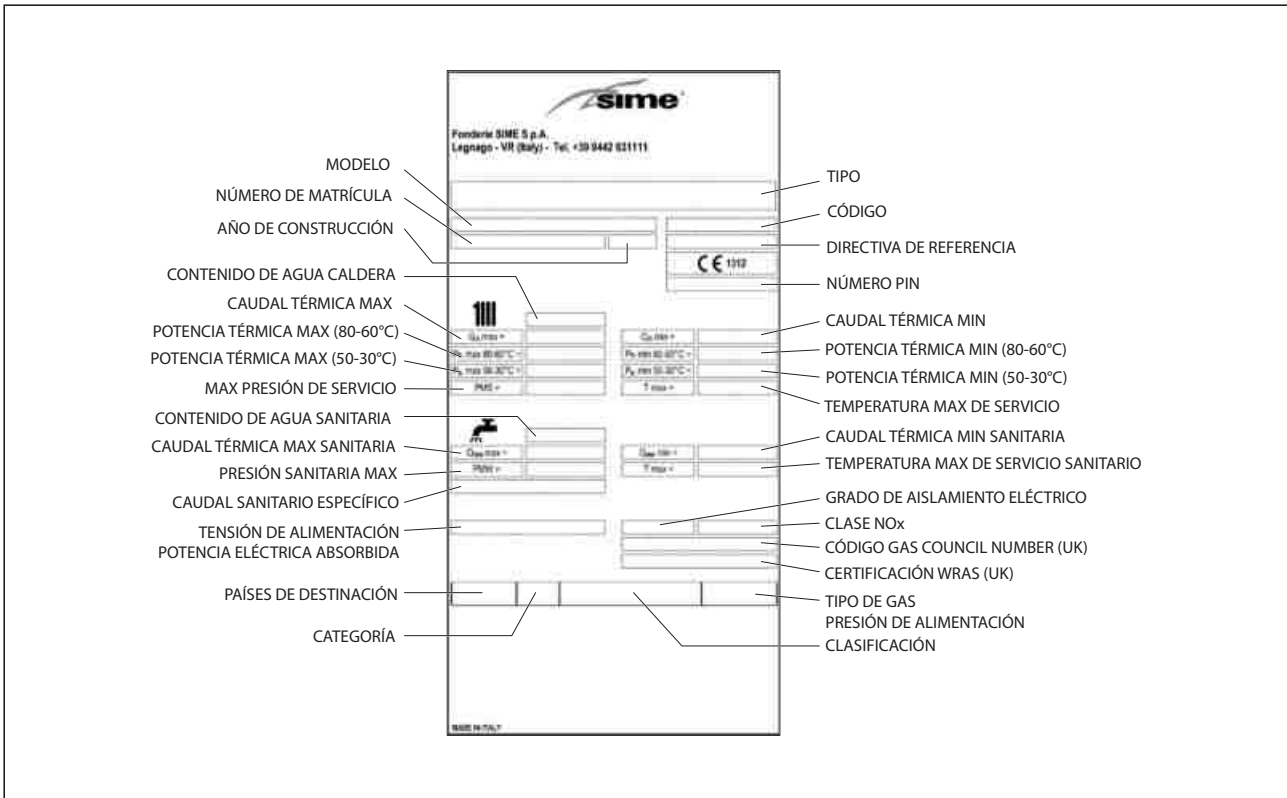 sime
Fonderie SIME S.p.A.
Legnago - VR (Italy) - Tel. +39 0442 631111
MODELO
NÚMERO DE MATRÍCULA
AÑO DE CONSTRUCCIÓN
CONTENIDO DE AGUA CALDERA
CAUDAL TÉRMICA MAX
POTENCIA TÉRMICA MAX (80-60°C)
POTENCIA TÉRMICA MAX (50-30°C)
MAX PRESIÓN DE SERVICIO
CONTENIDO DE AGUA SANITARIA
CAUDAL TÉRMICA MAX SANITARIA
PRESIÓN SANITARIA MAX
CAUDAL SANITARIO ESPECÍFICO
TENSIÓN DE ALIMENTACIÓN
POTENCIA ELÉCTRICA ABSORBIDA
PAÍSES DE DESTINACIÓN
CATEGORÍA
CE 1312
PMS =
T max =
PMW =
T max =
TIPO
CÓDIGO
DIRECTIVA DE REFERENCIA
NÚMERO PIN
CAUDAL TÉRMICA MIN
POTENCIA TÉRMICA MIN (80-60°C)
POTENCIA TÉRMICA MIN (50-30°C)
TEMPERATURA MAX DE SERVICIO
CAUDAL TÉRMICA MIN SANITARIA
TEMPERATURA MAX DE SERVICIO SANITARIO
GRADO DE AISLAMIENTO ELÉCTRICO
CLASE NOx
CÓDIGO GAS COUNCIL NUMBER (UK)
CERTIFICACIÓN WRAS (UK)
TIPO DE GAS
PRESIÓN DE ALIMENTACIÓN
CLASIFICACIÓN
MADE IN ITALY